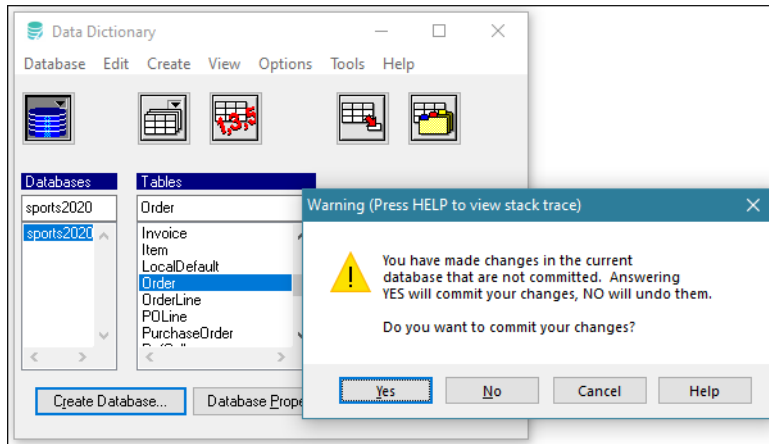 Data Dictionary
Database Edit Create View Options Tools Help
1,3,5
Databases
Tables
sports2020
Order
sports2020
Invoice
Item
LocalDefault
Order
OrderLine
POLine
PurchaseOrder
Create Database...
Database
Warning (Press HELP to view stack trace)
You have made changes in the current
database that are not committed. Answering
YES will commit your changes, NO will undo them.
Do you want to commit your changes?
Yes
No
Cancel
Help